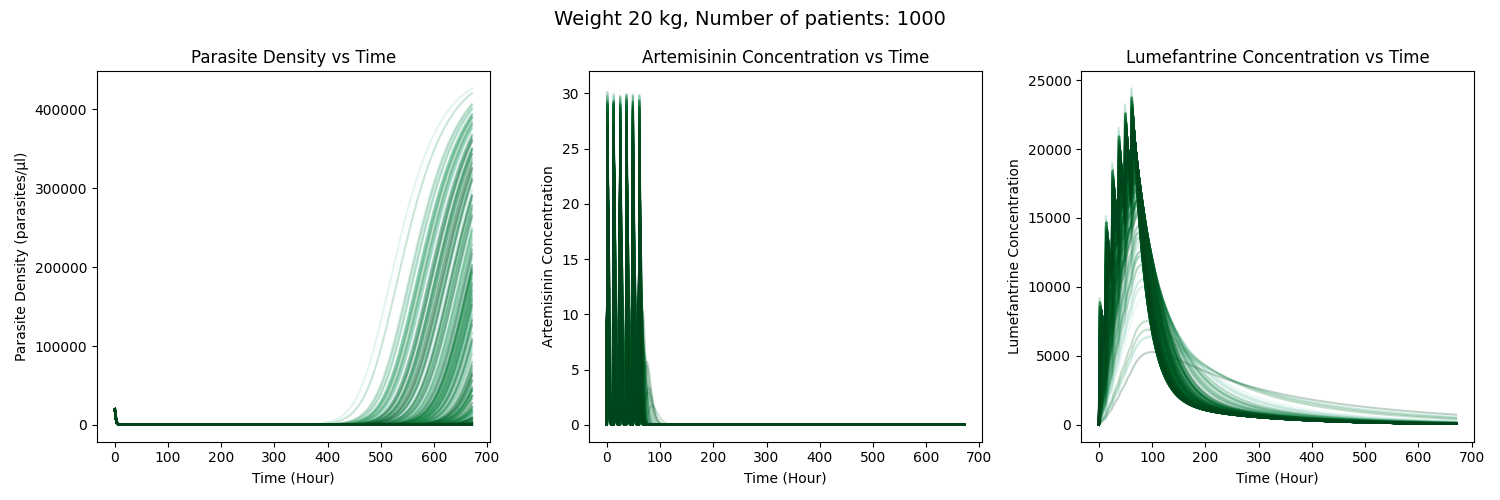 Weight 20 kg, Number of patients: 1000
Parasite Density vs Time
Parasite Density (parasites/µl)
400000
300000
200000
100000
0
0 100 200 300 400 500 600 700
Time (Hour)
Artemisinin Concentration vs Time
Artemisinin Concentration
30
25
20
15
10
5
0
0 100 200 300 400 500 600 700
Time (Hour)
Lumefantrine Concentration vs Time
Lumefantrine Concentration
25000
20000
15000
10000
5000
0
0 100 200 300 400 500 600 700
Time (Hour)